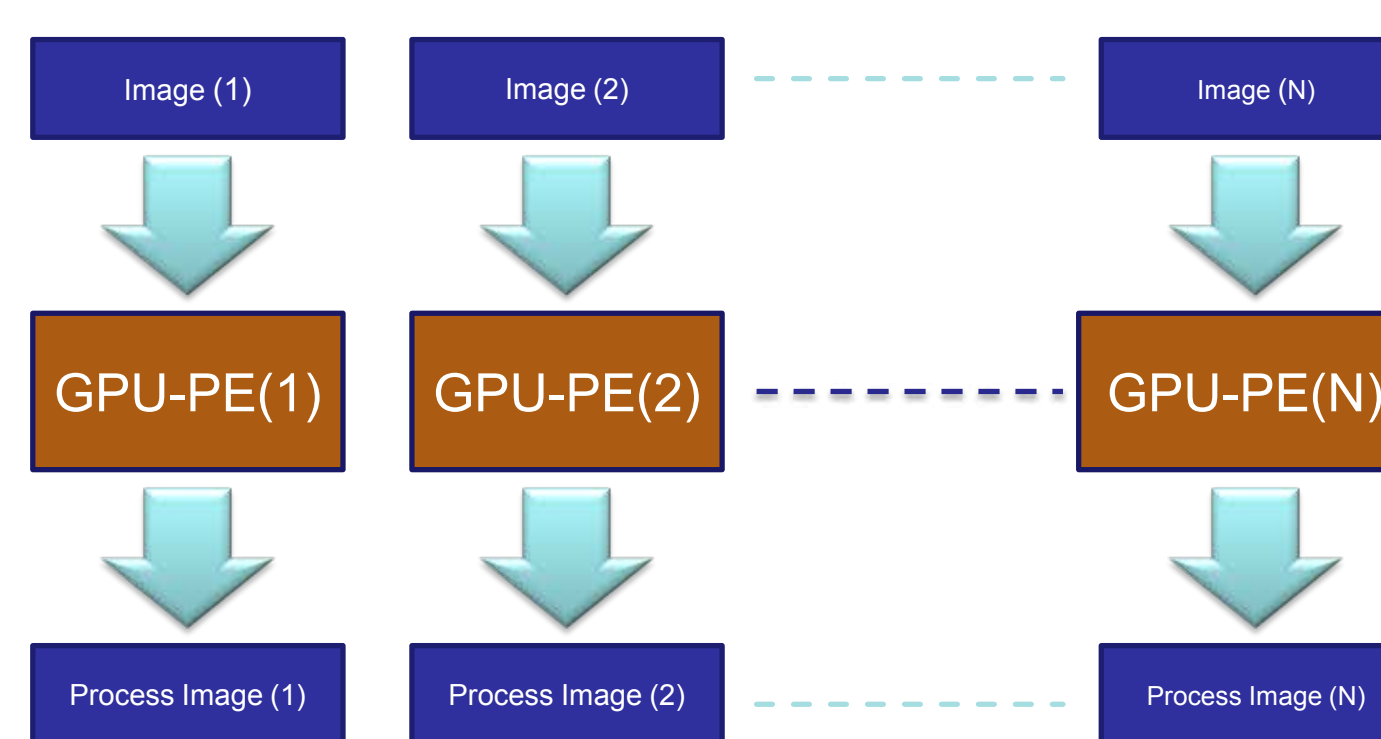 Image (1)
Image (2)
Image (N)
GPU-PE(1)
GPU-PE(2)
GPU-PE(N)
Process Image (1)
Process Image (2)
Process Image (N)